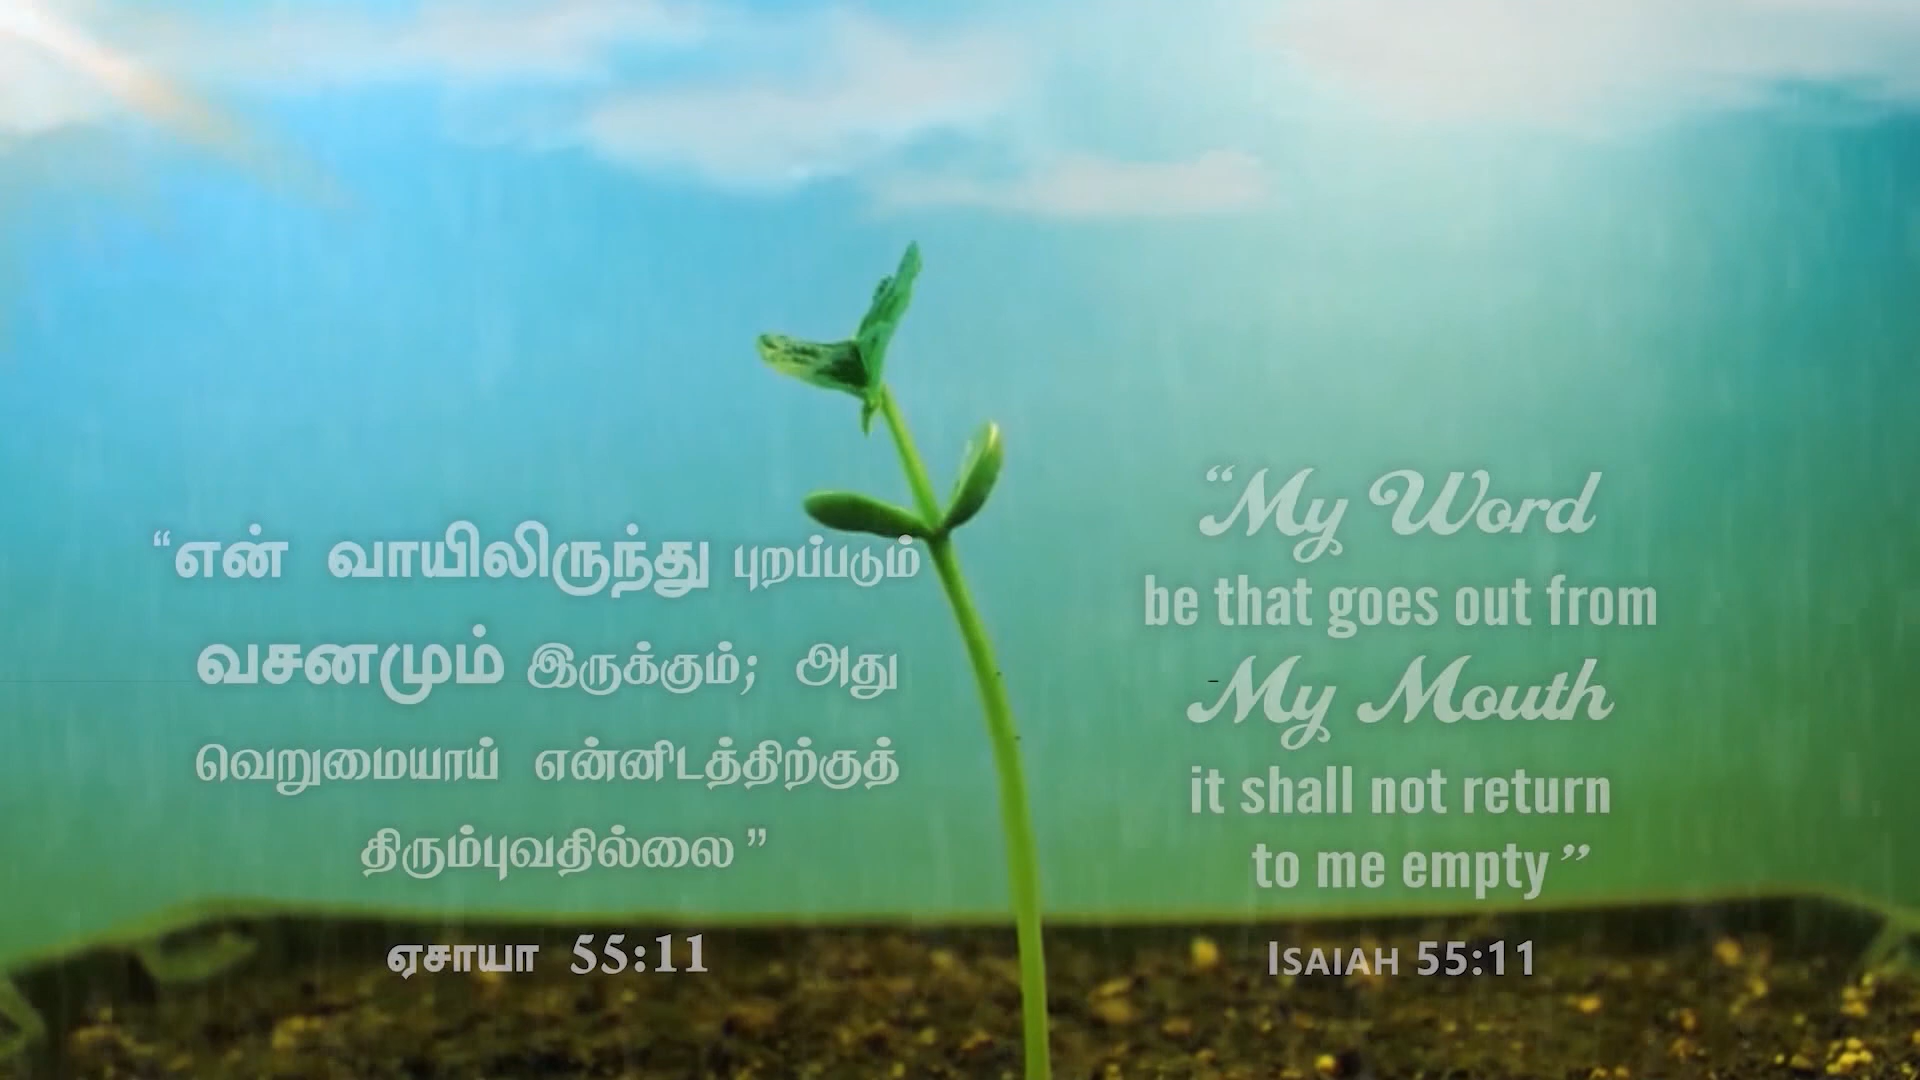 “என் வாயிலிருந்து புறப்படும்
வசனமும் இருக்கும்; அது
வெறுமையாய் என்னிடத்திற்குத்
திரும்புவதில்லை”
ஏசாயா 55:11
“My Word
be that goes out from
My Mouth
it shall not return
to me empty”
ISAIAH 55:11